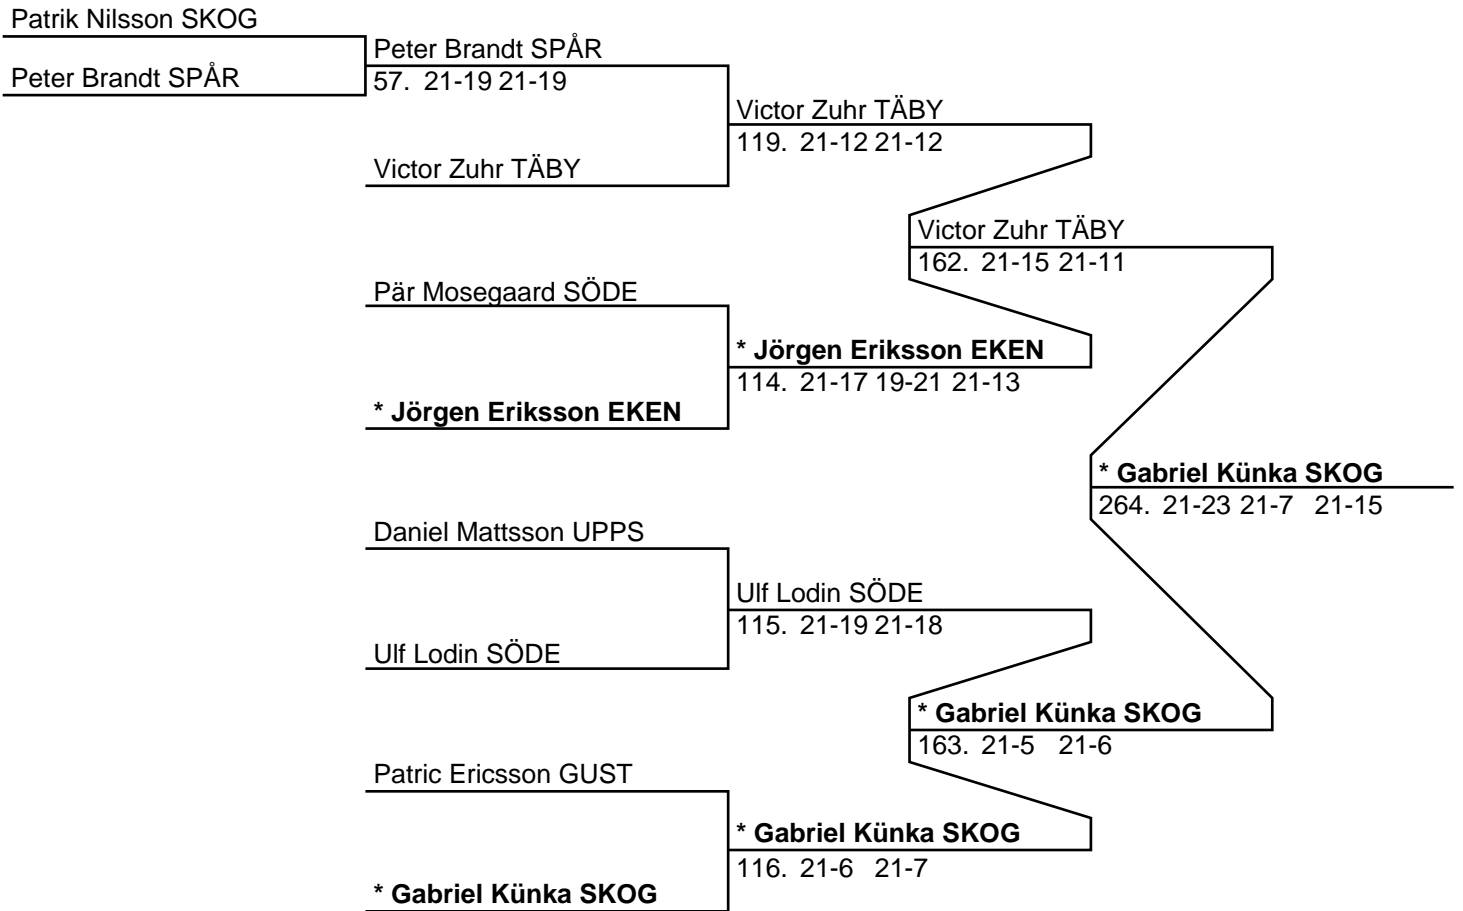 Patrik Nilsson SKOG
Peter Brandt SPÅR
Peter Brandt SPÅR
57. 21-19 21-19
Victor Zuhr TÄBY
119. 21-12 21-12
Victor Zuhr TÄBY
Victor Zuhr TÄBY
162. 21-15 21-11
Pär Mosegaard SÖDE
* Jörgen Eriksson EKEN
114. 21-17 19-21 21-13
* Jörgen Eriksson EKEN
* Gabriel Künka SKOG
264. 21-23 21-7 21-15
Daniel Mattsson UPPS
Ulf Lodin SÖDE
115. 21-19 21-18
Ulf Lodin SÖDE
* Gabriel Künka SKOG
163. 21-5 21-6
Patric Ericsson GUST
* Gabriel Künka SKOG
116. 21-6 21-7
* Gabriel Künka SKOG